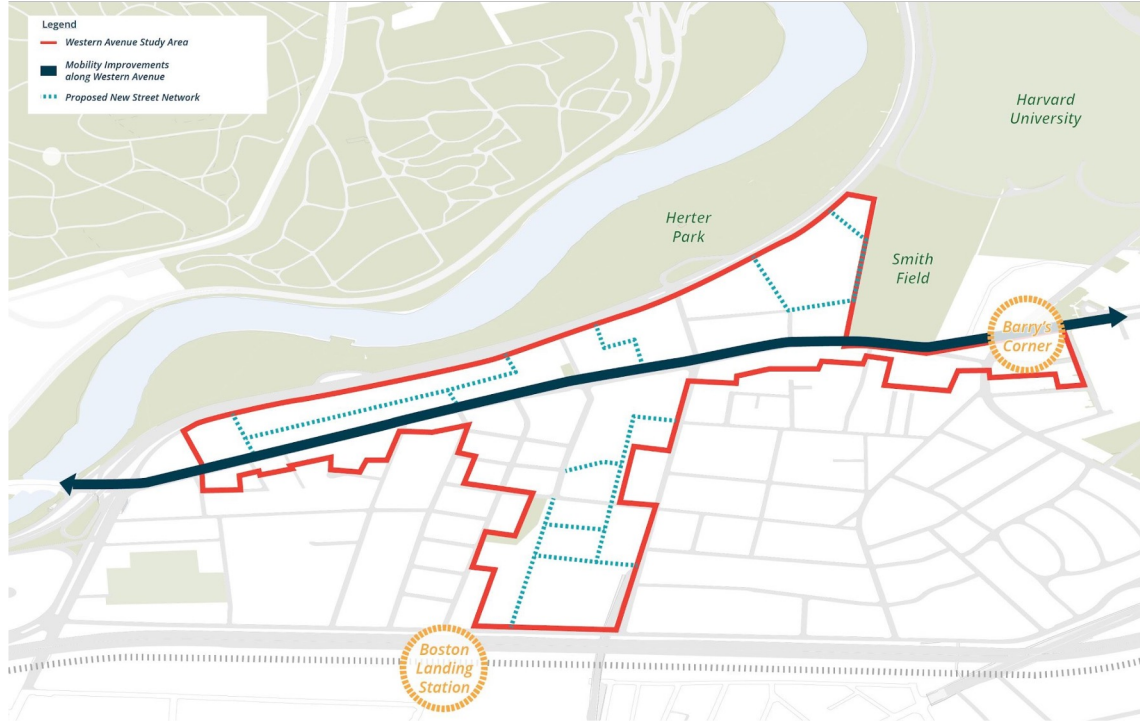 Legend
Western Avenue Study Area
Mobility Improvements
along Western Avenue
Proposed New Street Network
Harvard
University
Herter
Park
Smith
Field
Barry's
Corner
Boston
Landing
Station